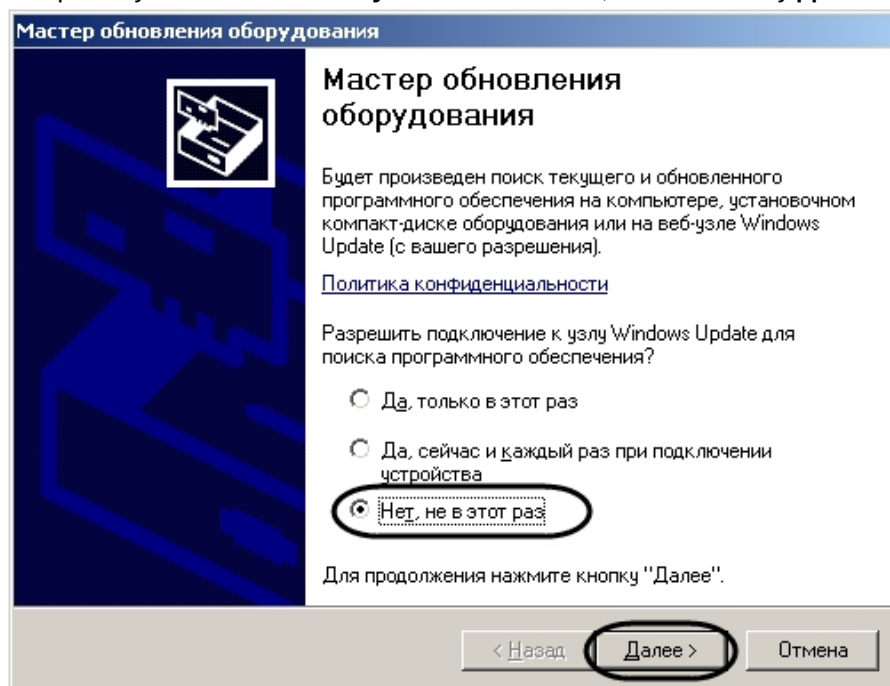 Мастер обновления оборудования
Мастер обновления
оборудования
Будет произведен поиск текущего и обновленного
программного обеспечения на компьютере, установочном
компакт-диске оборудования или на веб-узле Windows
Update (с вашего разрешения).
Политика конфиденциальности
Разрешить подключение к узлу Windows Update для
поиска программного обеспечения?
Да, только в этот раз
Да, сейчас и каждый раз при подключении
устройства
Нет, не в этот раз
Для продолжения нажмите кнопку "Далее".
< Назад Далее > Отмена